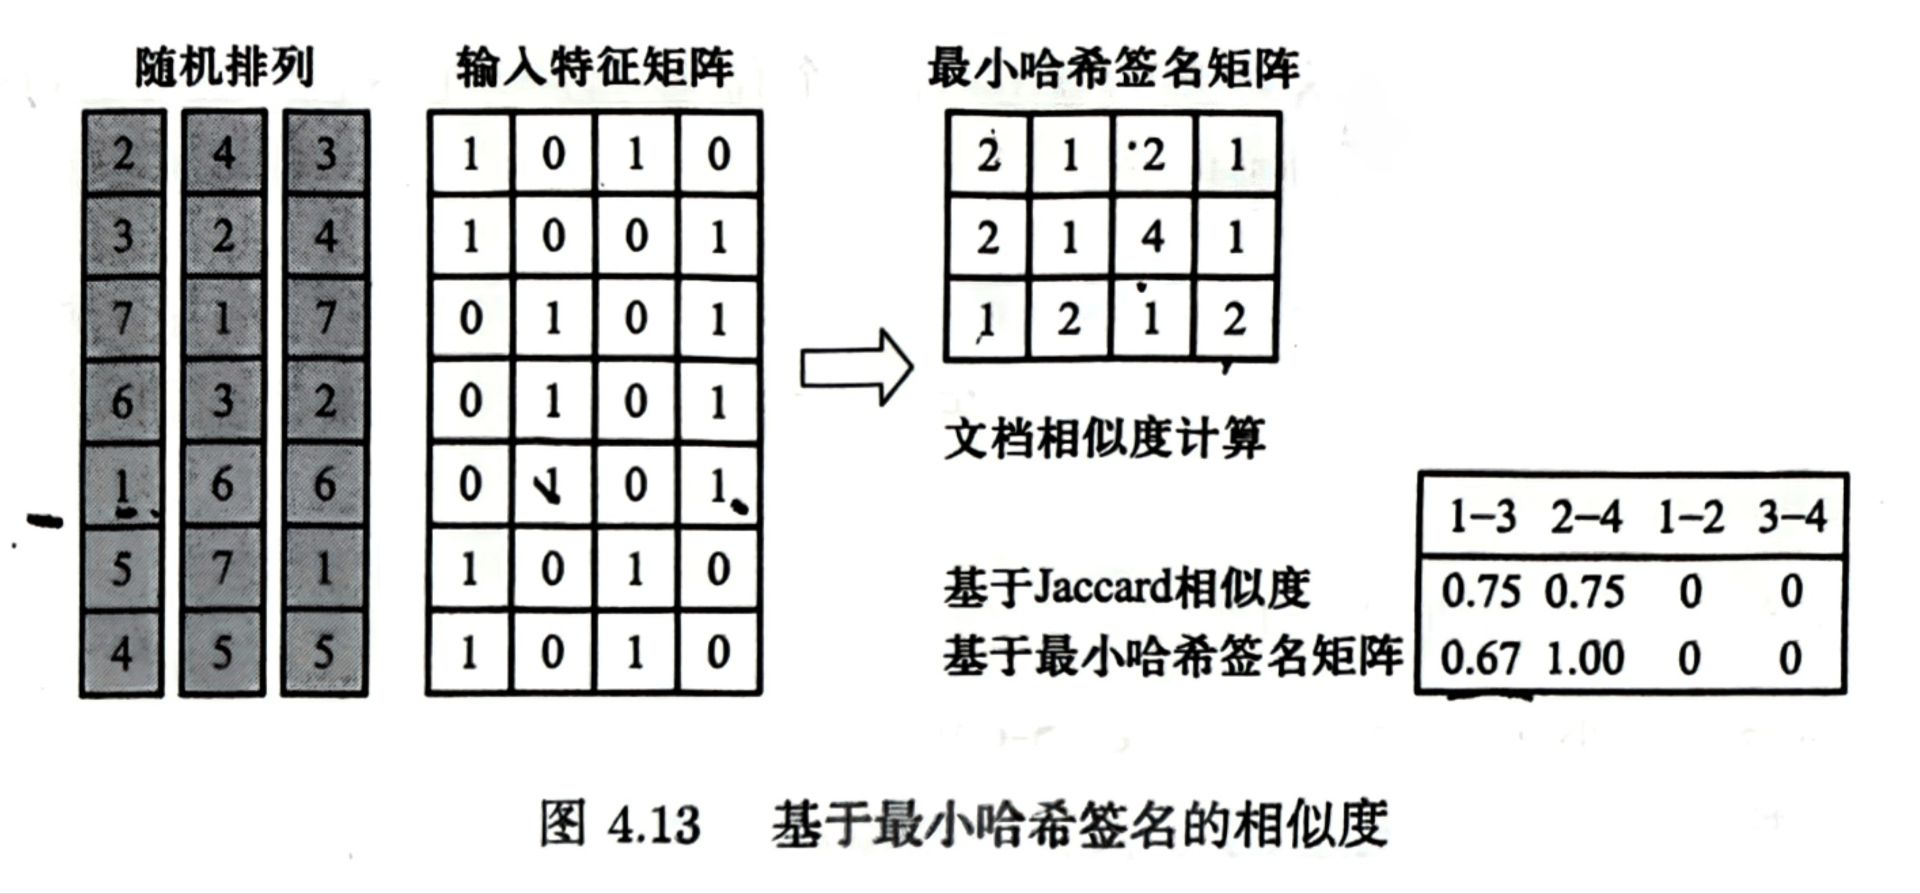 随机排列 输入特征矩阵 最小哈希签名矩阵
2 4 3 1 0 1 0 2 1 2 1
3 2 4 1 0 0 1 2 1 4 1
7 1 7 0 1 0 1 1 2 1 2
6 3 2 0 1 0 1
文档相似度计算
1 6 6 0 1 0 1
1-3 2-4 1-2 3-4
5 7 1 1 0 1 0
基于Jaccard相似度 0.75 0.75 0 0
4 5 5 1 0 1 0
基于最小哈希签名矩阵 0.67 1.00 0 0
图 4.13 基于最小哈希签名的相似度